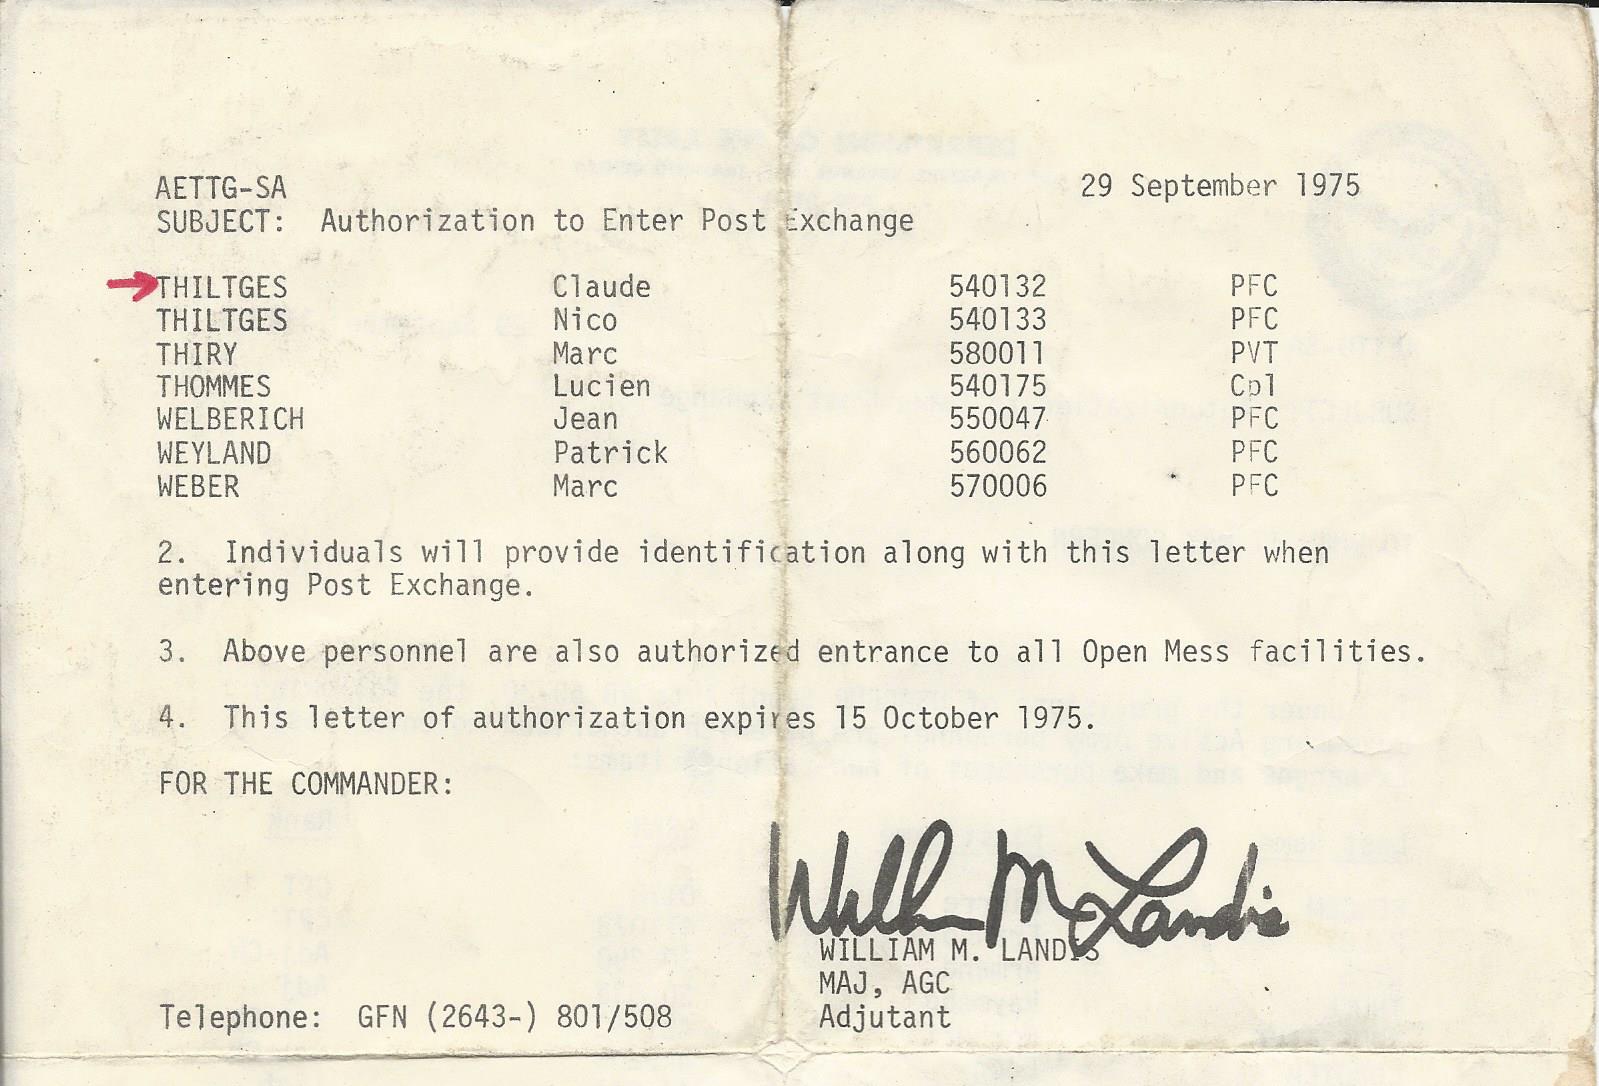 AETTG-SA 29 September 1975
SUBJECT: Authorization to Enter Post Exchange
THILTGES Claude 540132 PFC
THILTGES Nico 540133 PFC
THIRY Marc 580011 PVT
THOMMES Lucien 540175 Cpl
WELBERICH Jean 550047 PFC
WEYLAND Patrick 560062 PFC
WEBER Marc 570006 PFC
2. Individuals will provide identification along with this letter when
entering Post Exchange.
3. Above personnel are also authorized entrance to all Open Mess facilities.
4. This letter of authorization expires 15 October 1975.
FOR THE COMMANDER:
William M Landis
WILLIAM M. LANDIS
MAJ, AGC
Telephone: GFN (2643-) 801/508 Adjutant